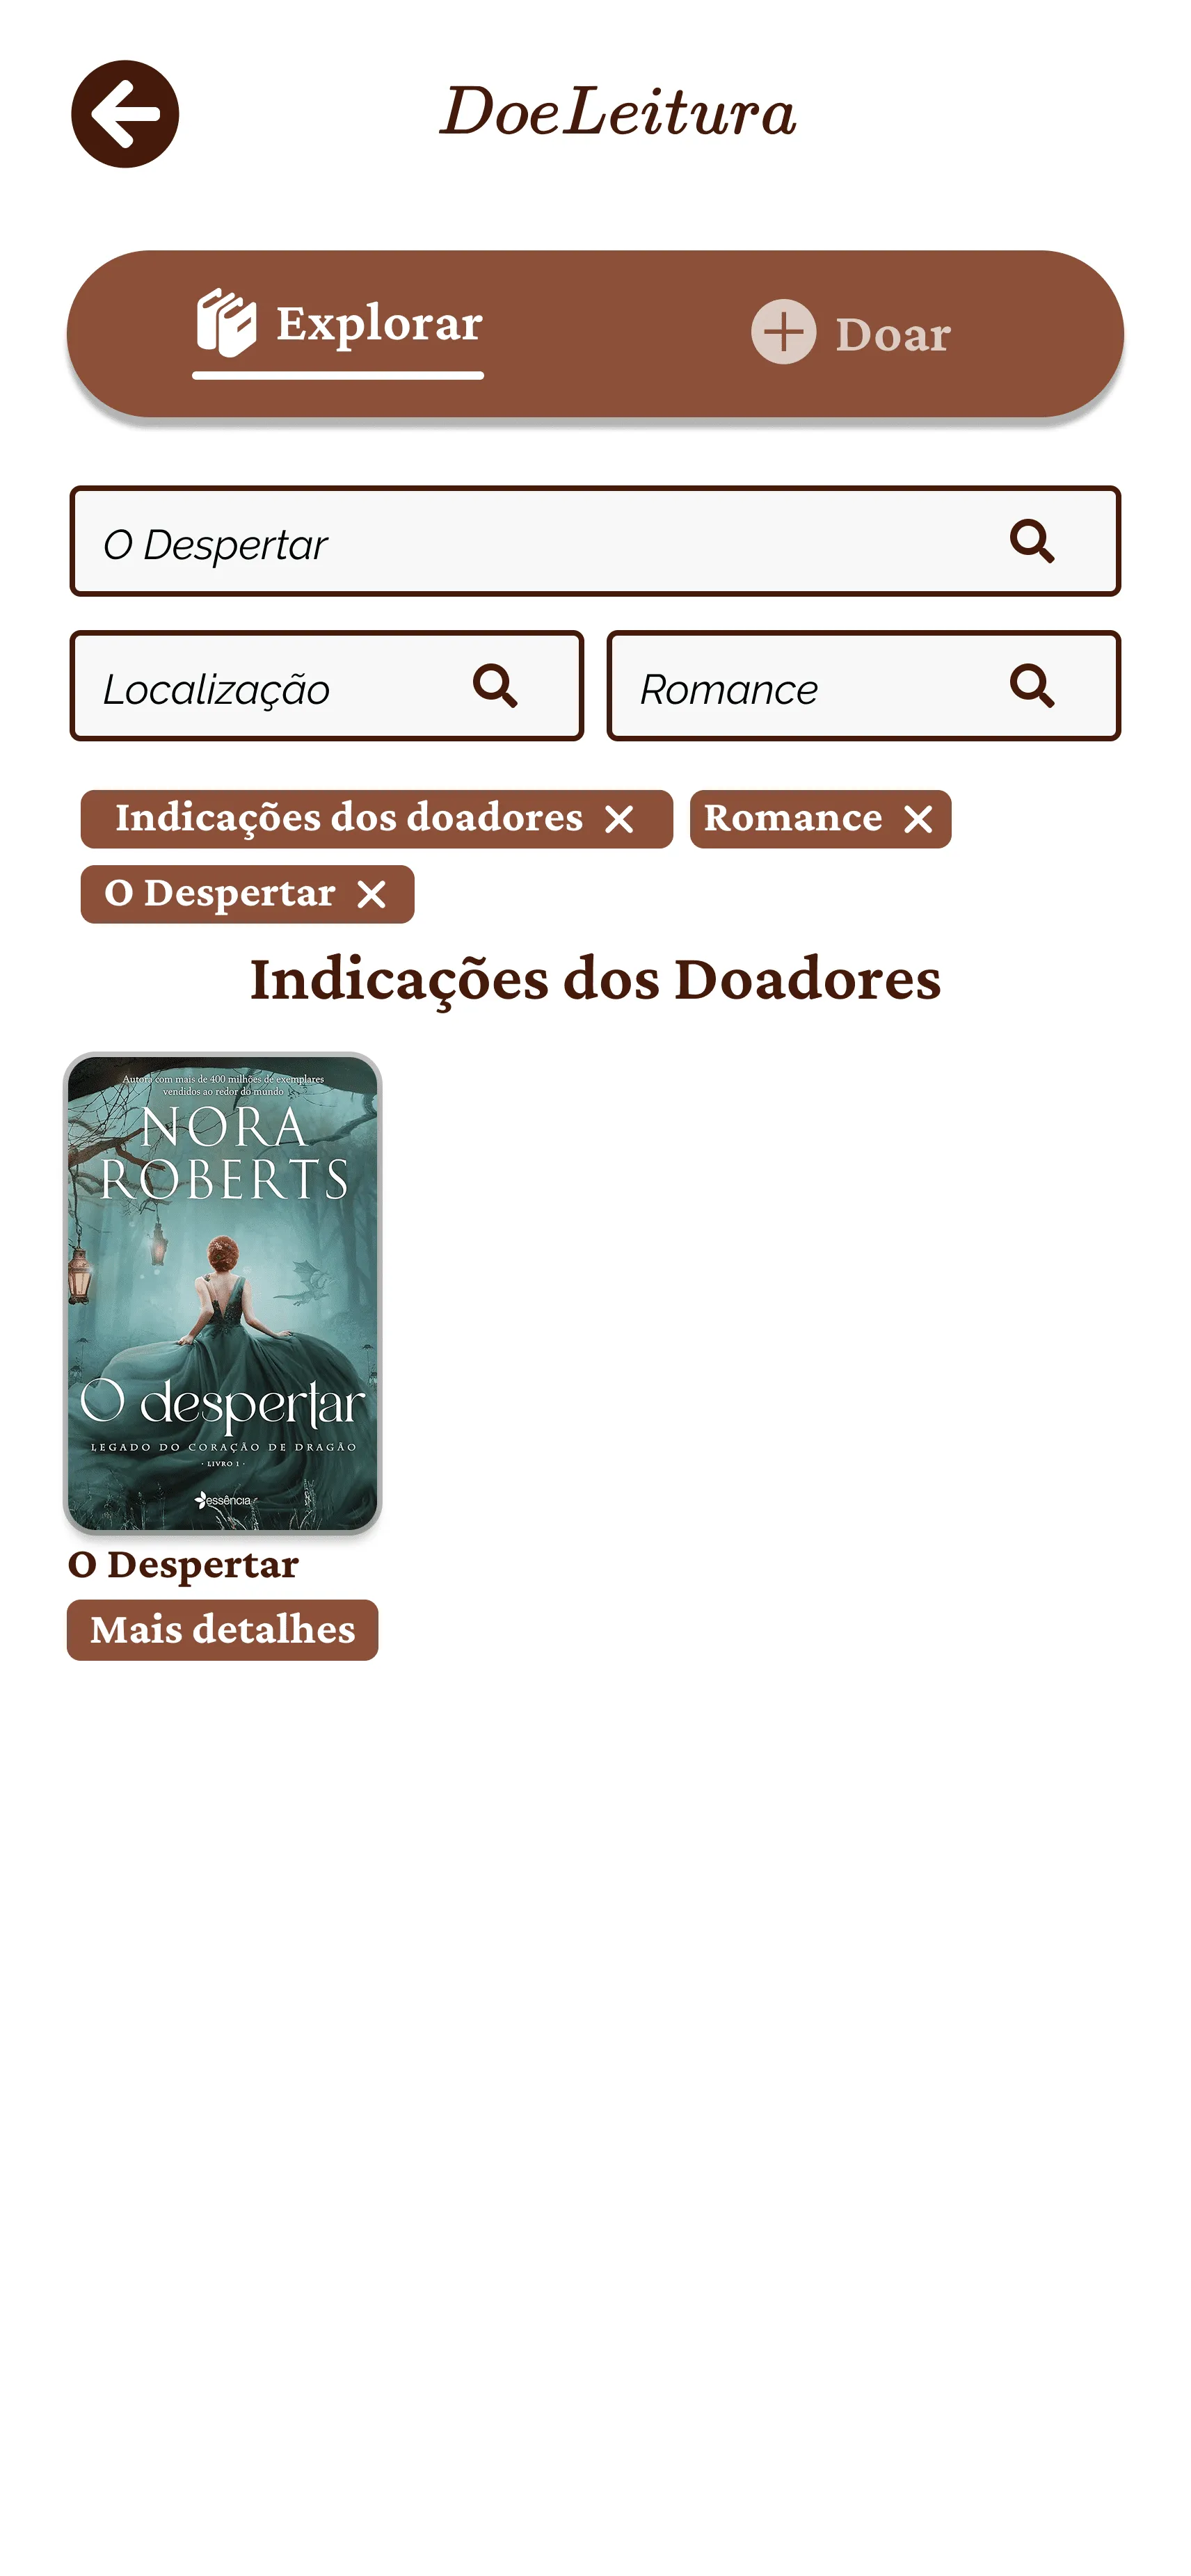 DoeLeitura
Explorar
Doar
O Despertar
Localização
Romance
Indicações dos doadores
Romance
O Despertar
Indicações dos Doadores
Autora com mais de 400 milhões de exemplares
vendidos ao redor do mundo
NORA
ROBERTS
O despertar
LEGADO DO CORAÇÃO DE DRAGÃO
· LIVRO 1 ·
essência
O Despertar
Mais detalhes